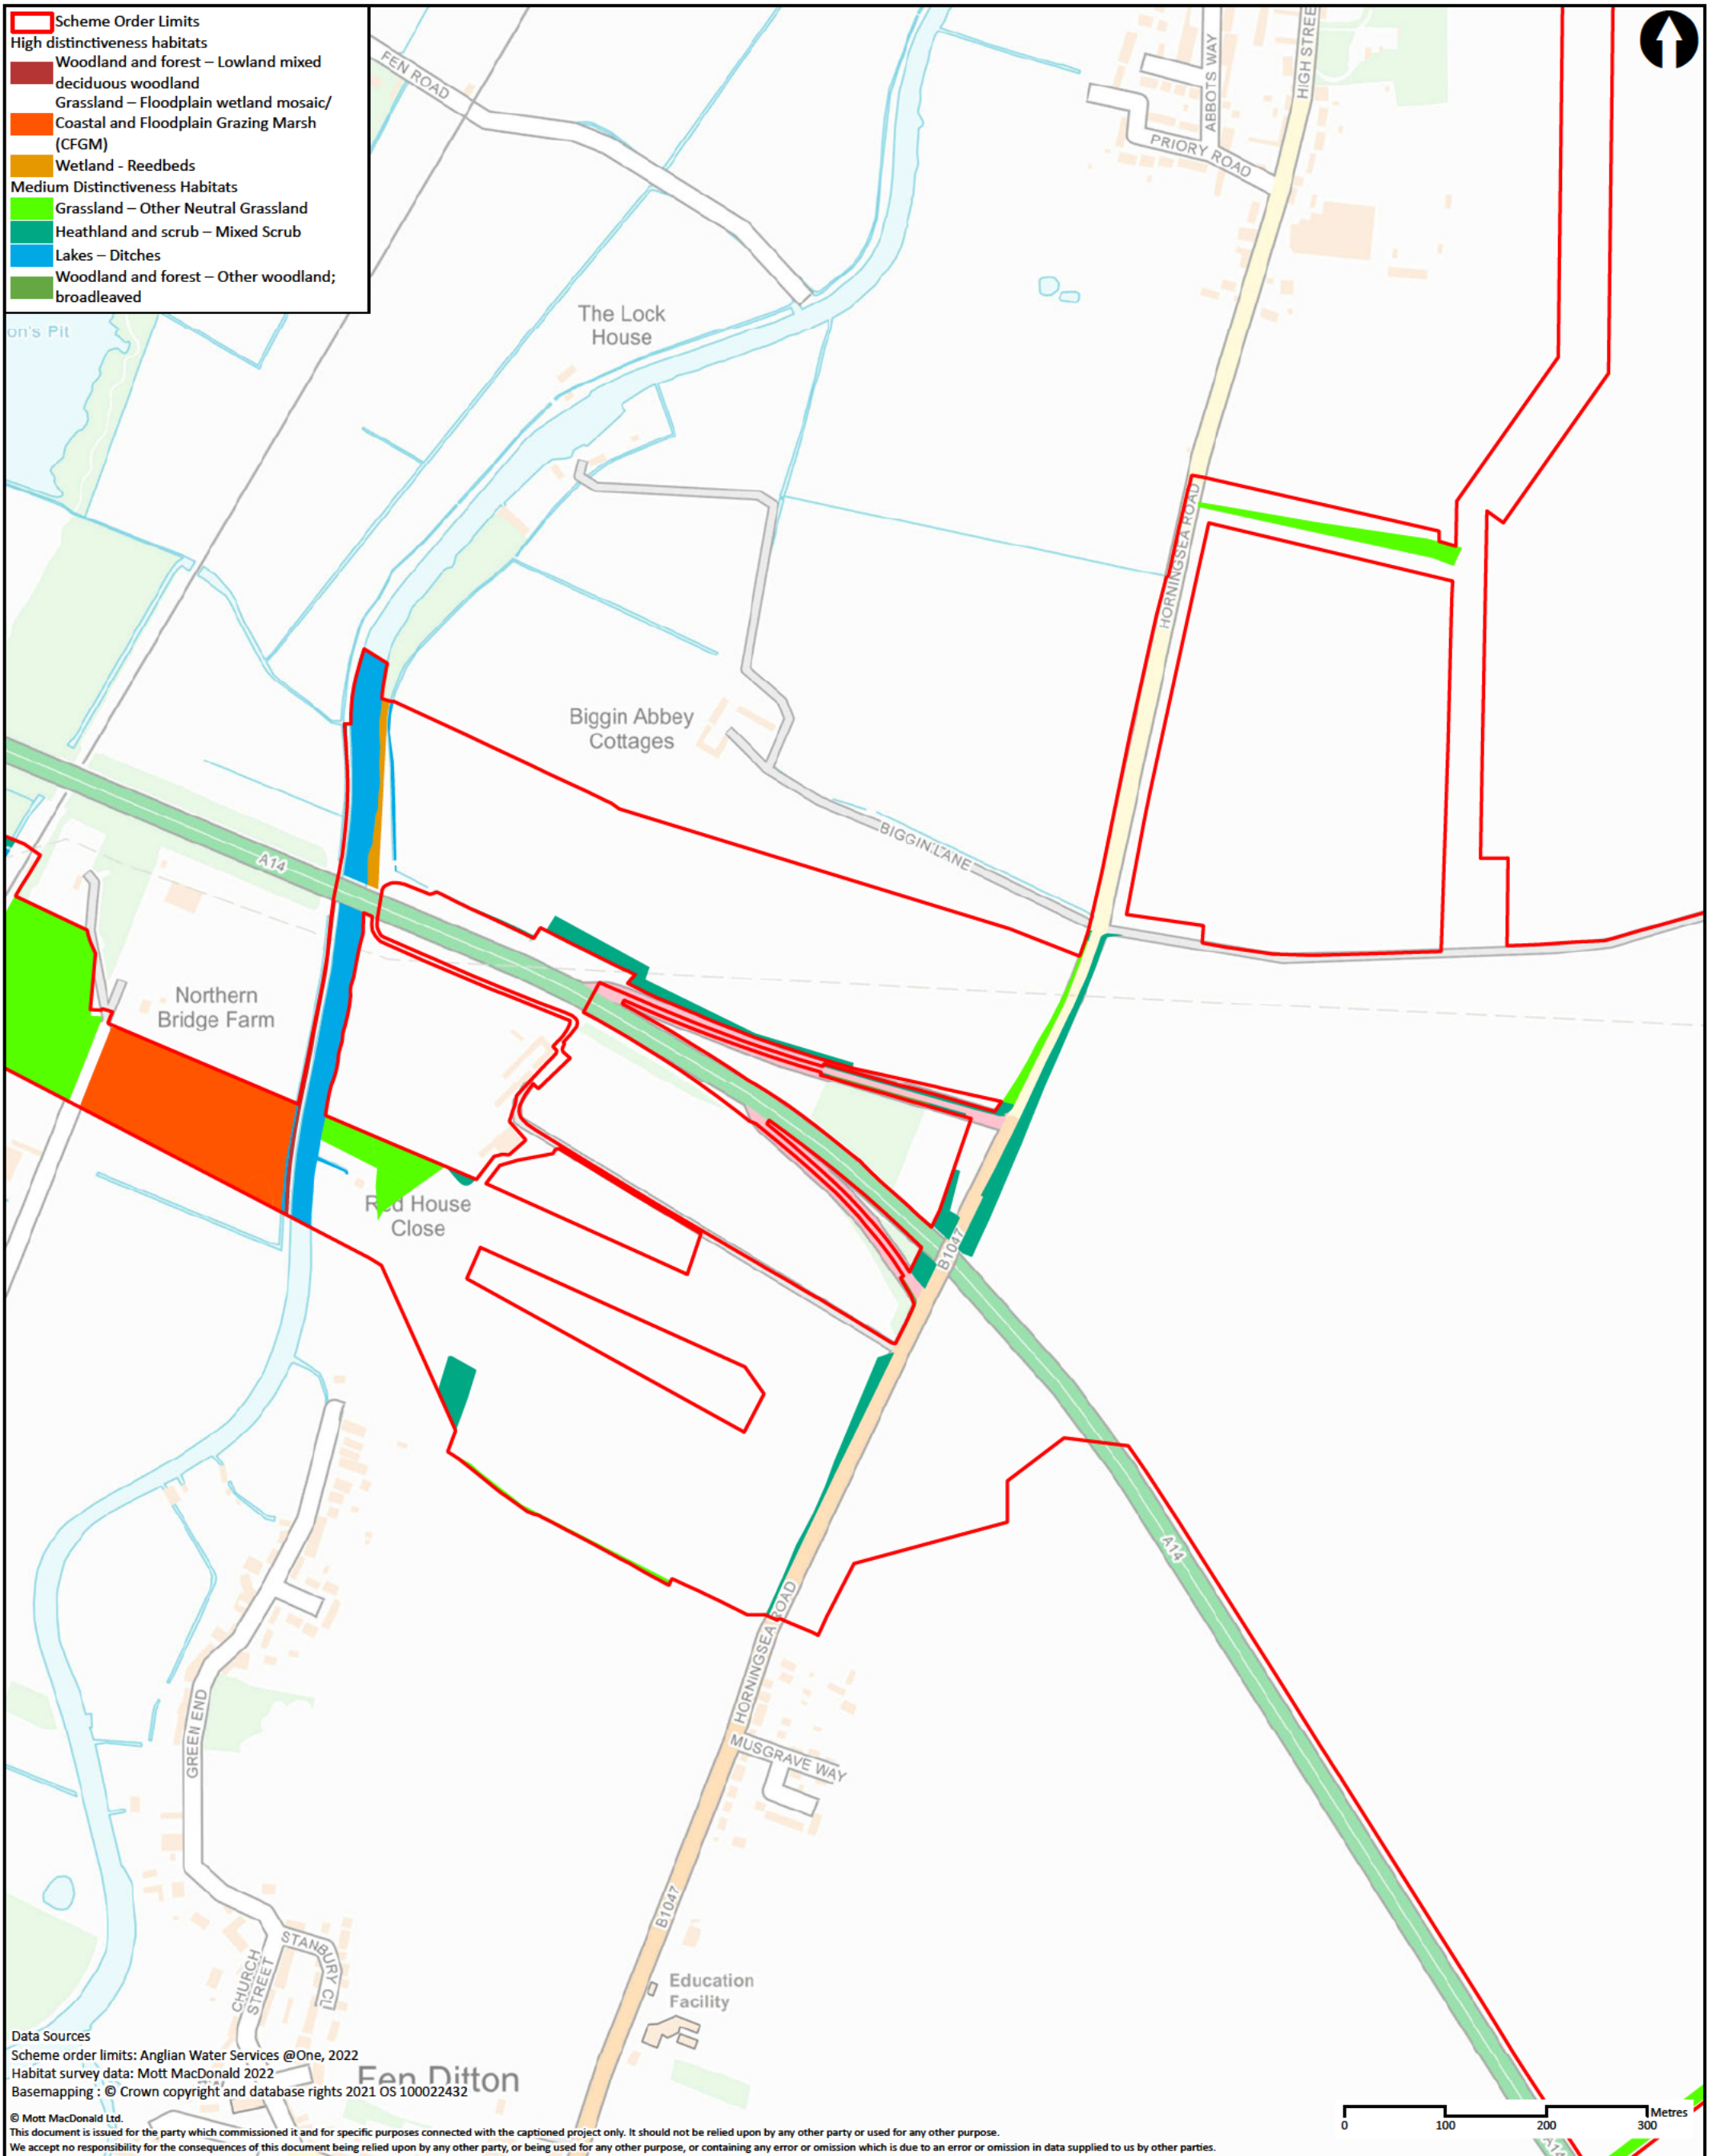 Scheme Order Limits
High distinctiveness habitats
Woodland and forest – Lowland mixed
deciduous woodland
Grassland – Floodplain wetland mosaic/
Coastal and Floodplain Grazing Marsh
(CFGM)
Wetland - Reedbeds
Medium Distinctiveness Habitats
Grassland – Other Neutral Grassland
Heathland and scrub – Mixed Scrub
Lakes – Ditches
Woodland and forest – Other woodland;
broadleaved
FEN ROAD
ABBOTS WAY
HIGH STREE
PRIORY ROAD
on's Pit
The Lock
House
HORNINGSEA ROAD
Biggin Abbey
Cottages
BIGGIN LANE
A14
Northern
Bridge Farm
Red House
Close
B1047
A14
HORNINGSEA ROAD
GREEN END
MUSGRAVE WAY
B1047
STANBURY CL
CHURCH
STREET
Education
Facility
Fen Ditton
A14
A14
Data Sources
Scheme order limits: Anglian Water Services @One, 2022
Habitat survey data: Mott MacDonald 2022
Basemapping : © Crown copyright and database rights 2021 OS 100022432
© Mott MacDonald Ltd.
This document is issued for the party which commissioned it and for specific purposes connected with the captioned project only. It should not be relied upon by any other party or used for any other purpose.
We accept no responsibility for the consequences of this document being relied upon by any other party, or being used for any other purpose, or containing any error or omission which is due to an error or omission in data supplied to us by other parties.
Metres
0 100 200 300